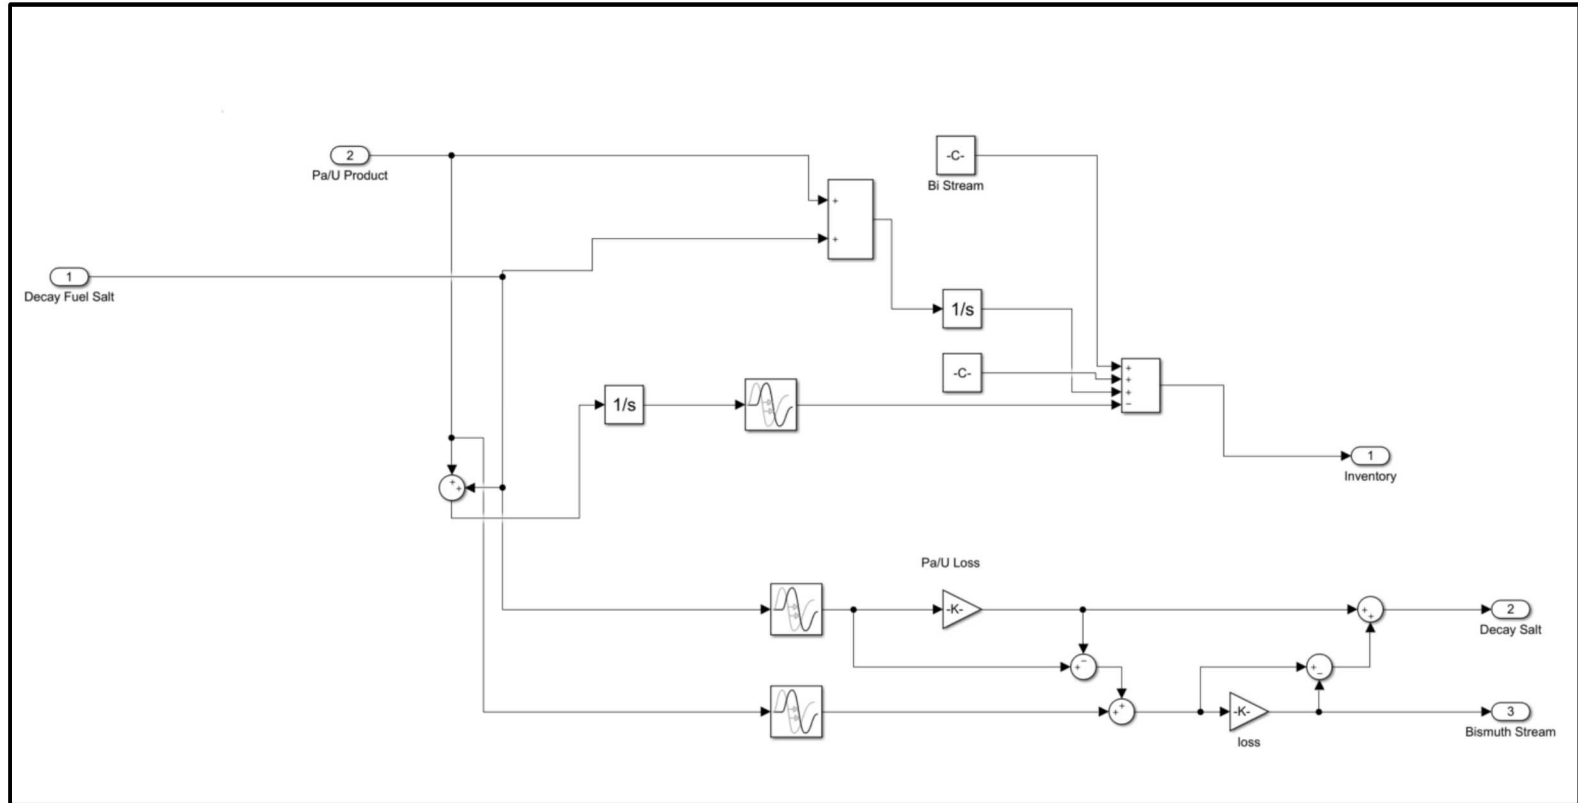 2
Pa/U Product
-C-
Bi Stream
+
+
1
Decay Fuel Salt
1/s
-C-
+
+
+
−
1/s
1
Inventory
+
+
Pa/U Loss
-K-
+
+
2
Decay Salt
+
−
+
−
+
+
-K-
loss
3
Bismuth Stream